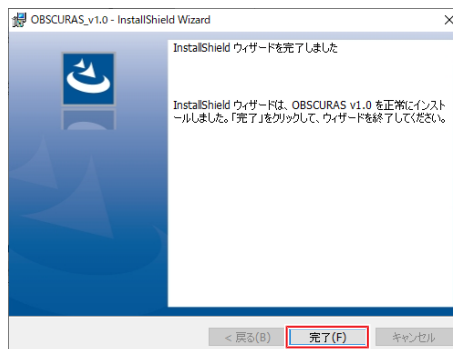 OBSCURAS_v1.0 - InstallShield Wizard
InstallShield ウィザードを完了しました
InstallShield ウィザードは、OBSCURAS v1.0 を正常にインスト
ールしました。「完了」をクリックして、ウィザードを終了してください。
< 戻る(B)
完了(F)
キャンセル